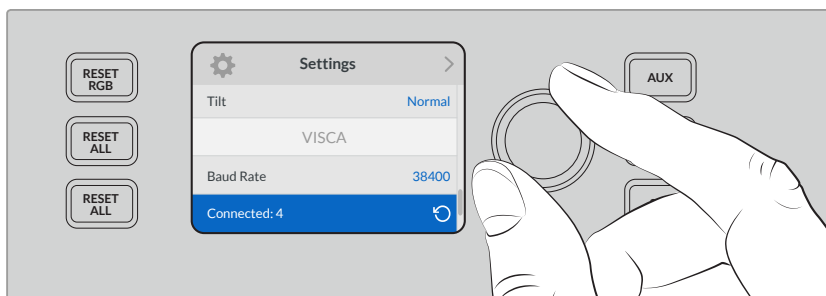 RESET
RGB
RESET
ALL
RESET
ALL
Settings
Tilt Normal
VISCA
Baud Rate 38400
Connected: 4
AUX